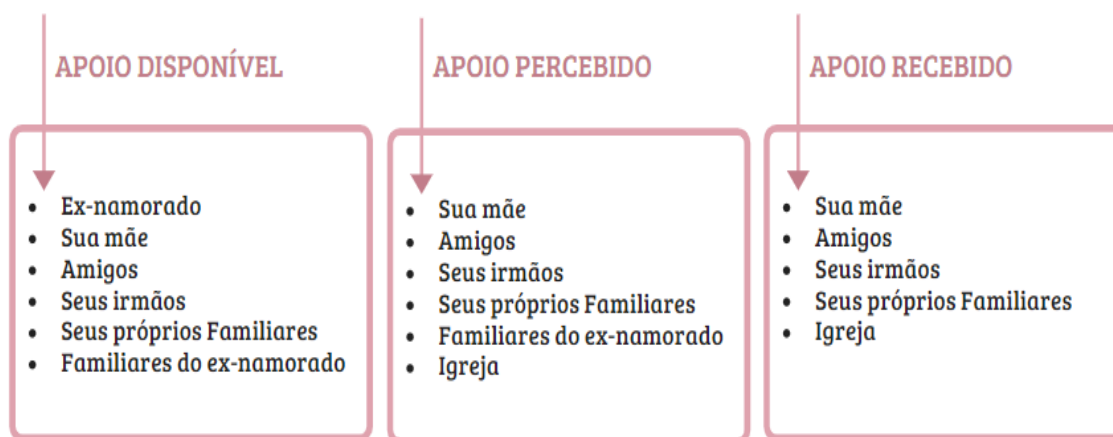 APOIO DISPONÍVEL
• Ex-namorado
• Sua mãe
• Amigos
• Seus irmãos
• Seus próprios Familiares
• Familiares do ex-namorado
APOIO PERCEBIDO
• Sua mãe
• Amigos
• Seus irmãos
• Seus próprios Familiares
• Familiares do ex-namorado
• Igreja
APOIO RECEBIDO
• Sua mãe
• Amigos
• Seus irmãos
• Seus próprios Familiares
• Igreja